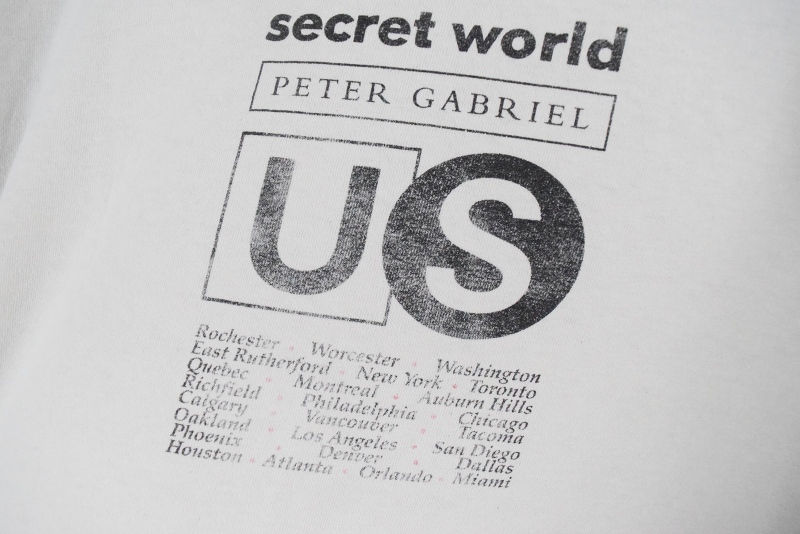 secret world
PETER GABRIEL
US
Rochester • Worcester • Washington
East Rutherford • New York • Toronto
Quebec • Montreal • Auburn Hills
Richfield • Philadelphia • Chicago
Calgary • Vancouver • Tacoma
Oakland • Los Angeles • San Diego
Phoenix • Denver • Dallas
Houston • Atlanta • Orlando • Miami